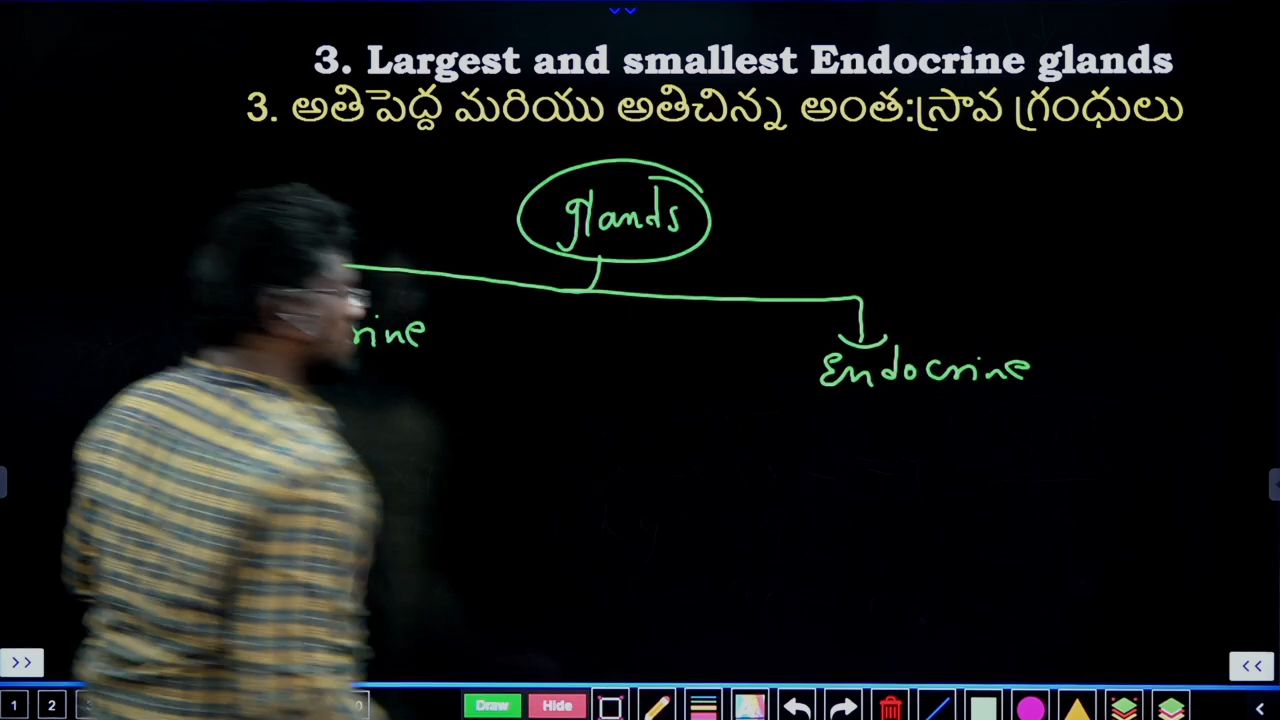 3. Largest and smallest Endocrine glands
3. అతిపెద్ద మరియు అతిచిన్న అంత:స్రావ గ్రంధులు
glands
rine
Endocrine
>>
<<
1
2
Draw
Hide
<